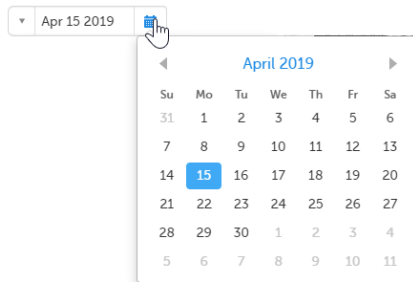 Apr 15 2019
April 2019
Su Mo Tu We Th Fr Sa
31 1 2 3 4 5 6
7 8 9 10 11 12 13
14 15 16 17 18 19 20
21 22 23 24 25 26 27
28 29 30 1 2 3 4
5 6 7 8 9 10 11